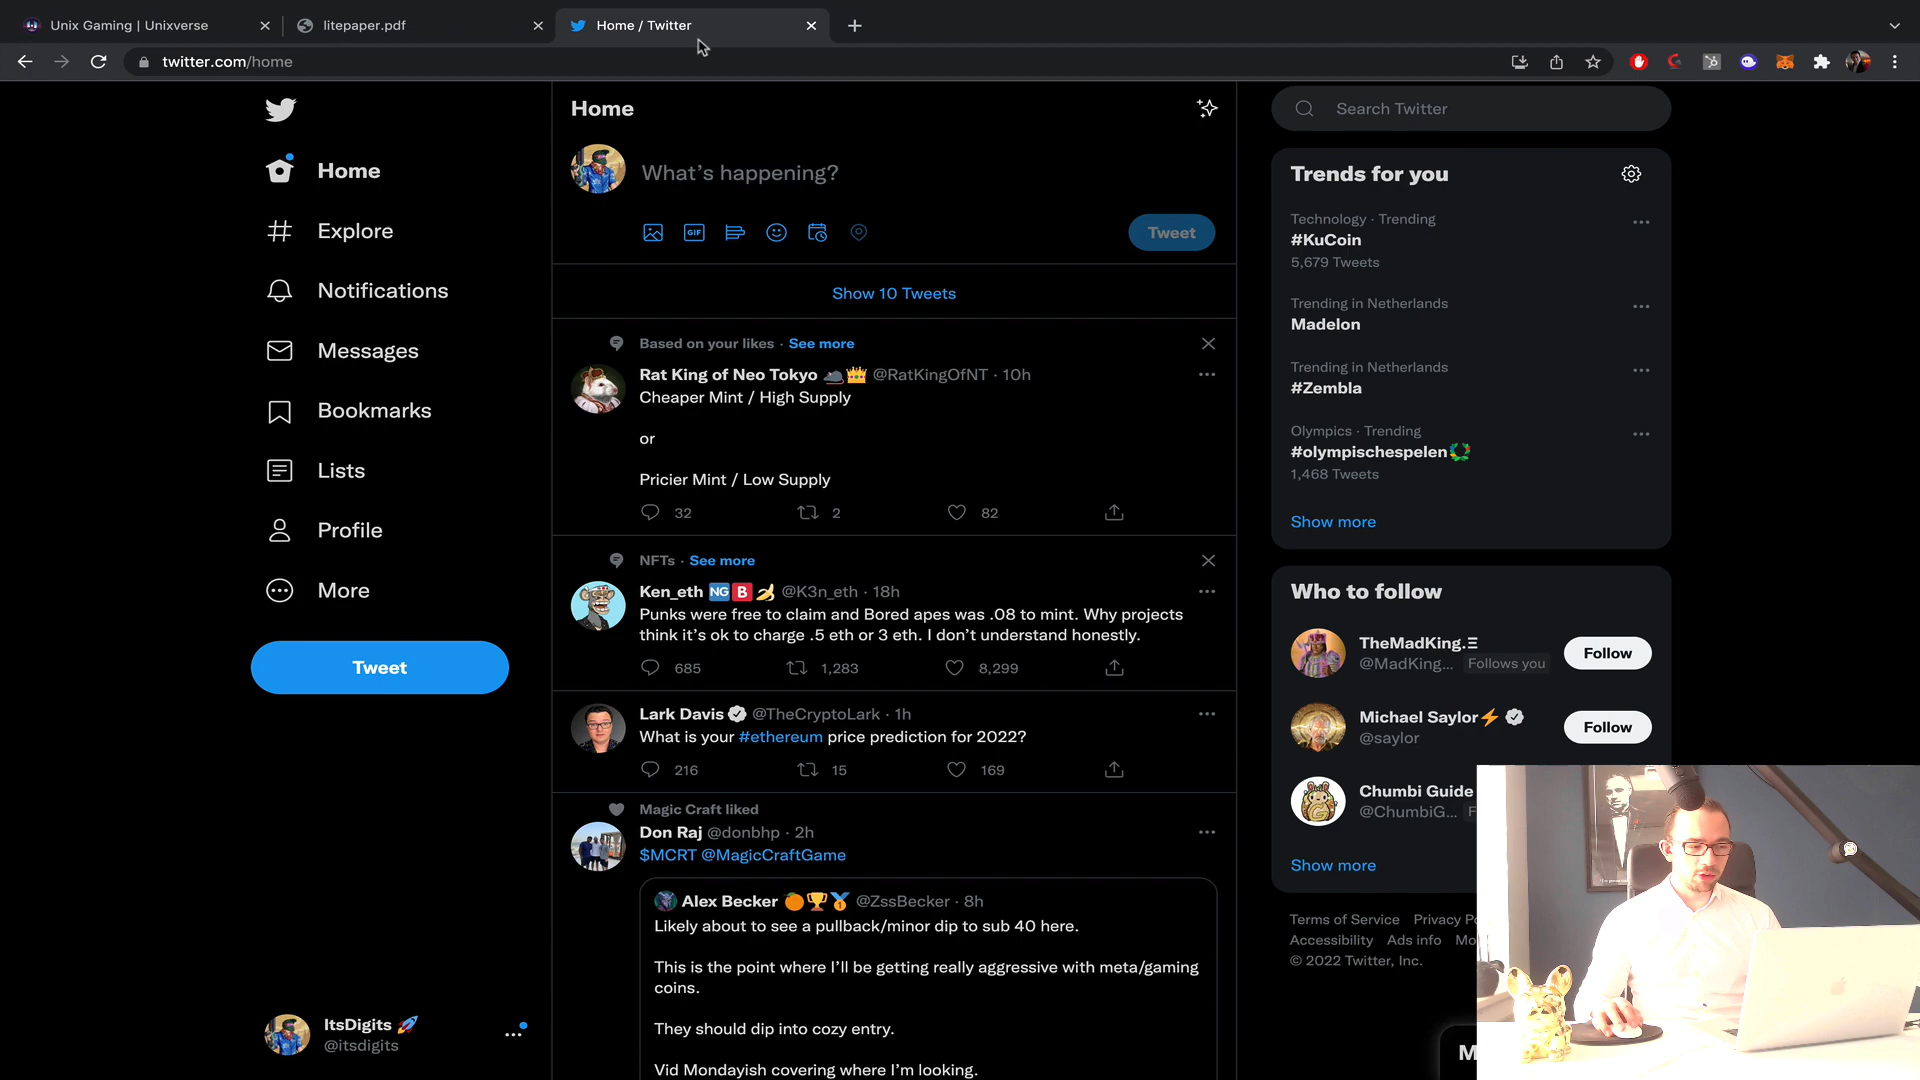 Unix Gaming | Unixverse
litepaper.pdf
Home / Twitter
twitter.com/home
Home
Explore
Notifications
Messages
Bookmarks
Lists
Profile
More
Tweet
ItsDigits
@itsdigits
Home
What's happening?
GIF
Tweet
Show 10 Tweets
Based on your likes · See more
Rat King of Neo Tokyo @RatKingOfNT · 10h
Cheaper Mint / High Supply
or
Pricier Mint / Low Supply
32 2 82
NFTs · See more
Ken_eth NG B @K3n_eth · 18h
Punks were free to claim and Bored apes was .08 to mint. Why projects
think it's ok to charge .5 eth or 3 eth. I don't understand honestly.
685 1,283 8,299
Lark Davis @TheCryptoLark · 1h
What is your #ethereum price prediction for 2022?
216 15 169
Magic Craft liked
Don Raj @donbhp · 2h
$MCRT @MagicCraftGame
Alex Becker @ZssBecker · 8h
Likely about to see a pullback/minor dip to sub 40 here.
This is the point where I'll be getting really aggressive with meta/gaming
coins.
They should dip into cozy entry.
Vid Mondayish covering where I'm looking.
Search Twitter
Trends for you
Technology · Trending
#KuCoin
5,679 Tweets
Trending in Netherlands
Madelon
Trending in Netherlands
#Zembla
Olympics · Trending
#olympischespelen
1,468 Tweets
Show more
Who to follow
TheMadKing.Ξ
@MadKing... Follows you
Follow
Michael Saylor⚡
@saylor
Follow
Chumbi Guide
@ChumbiG... F
Show more
Terms of Service Privacy Po
Accessibility Ads info Mo
© 2022 Twitter, Inc.
M